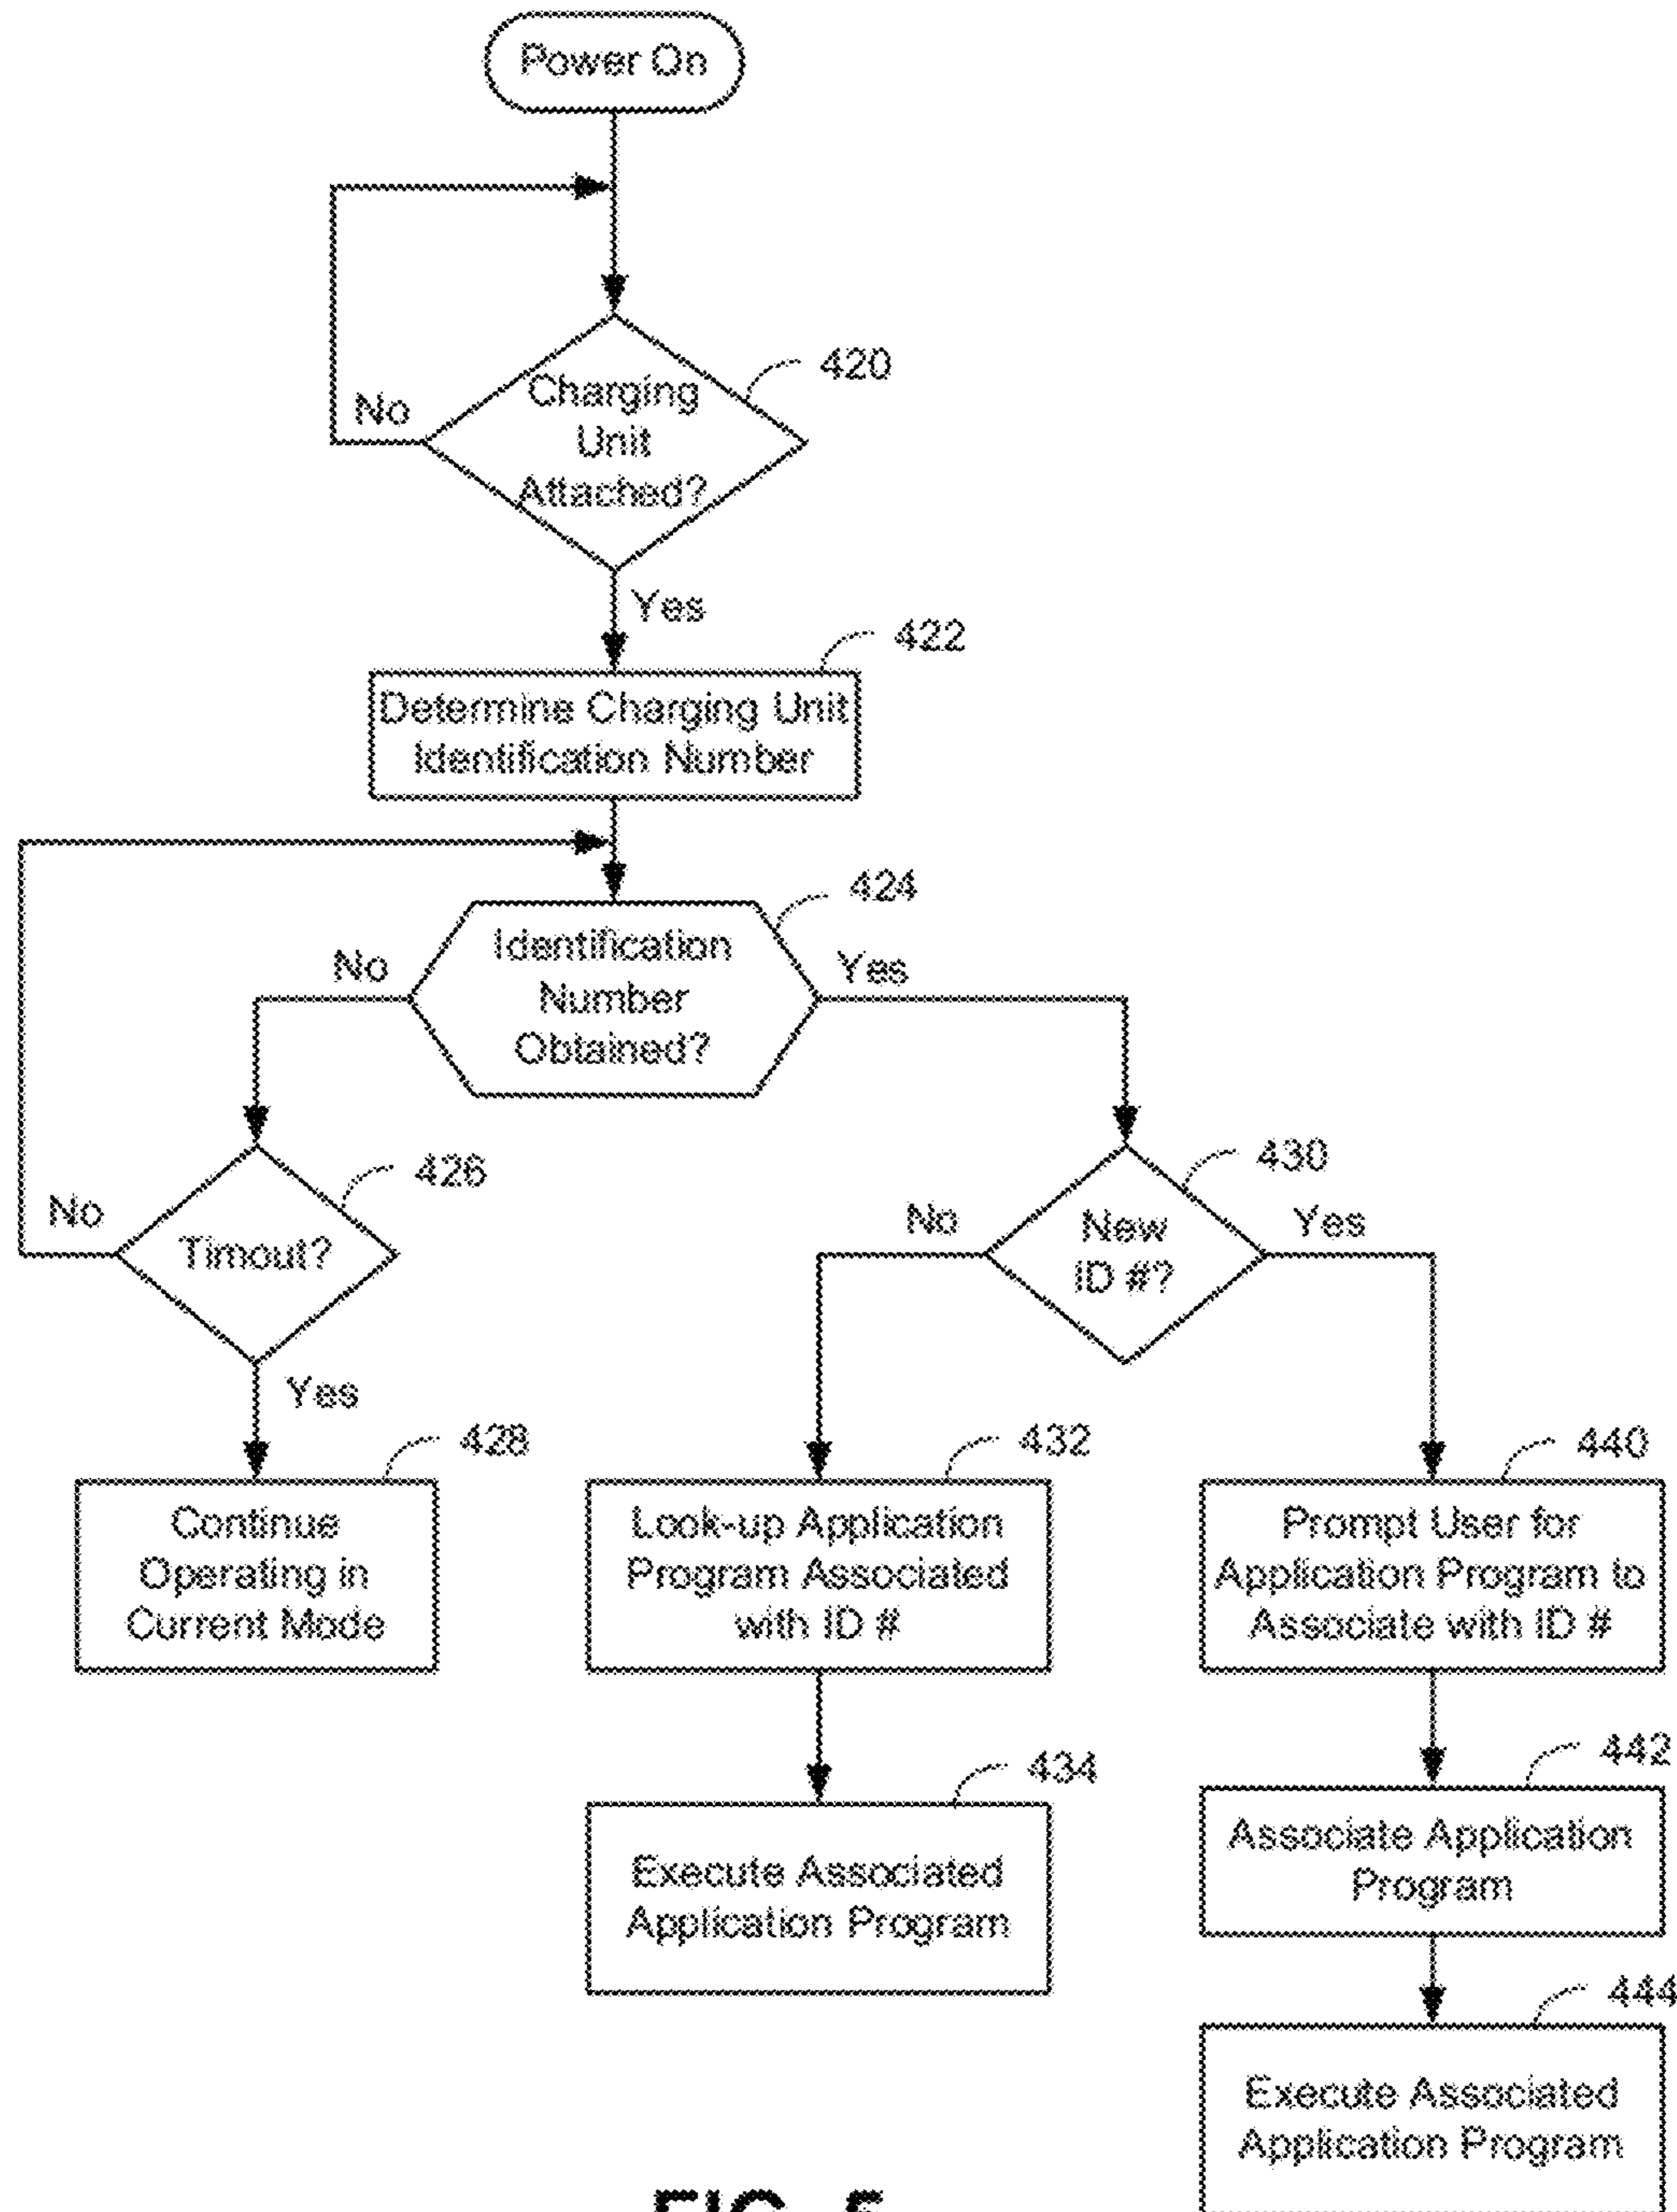 Power On
420
Charging
Unit
Attached?
No
Yes
422
Determine Charging Unit
Identification Number
424
Identification
Number
Obtained?
No
Yes
426
Timout?
No
Yes
430
New
ID #?
No
Yes
428
Continue
Operating in
Current Mode
432
Look-up Application
Program Associated
with ID #
440
Prompt User for
Application Program to
Associate with ID #
434
Execute Associated
Application Program
442
Associate Application
Program
444
Execute Associated
Application Program
FIG. 5